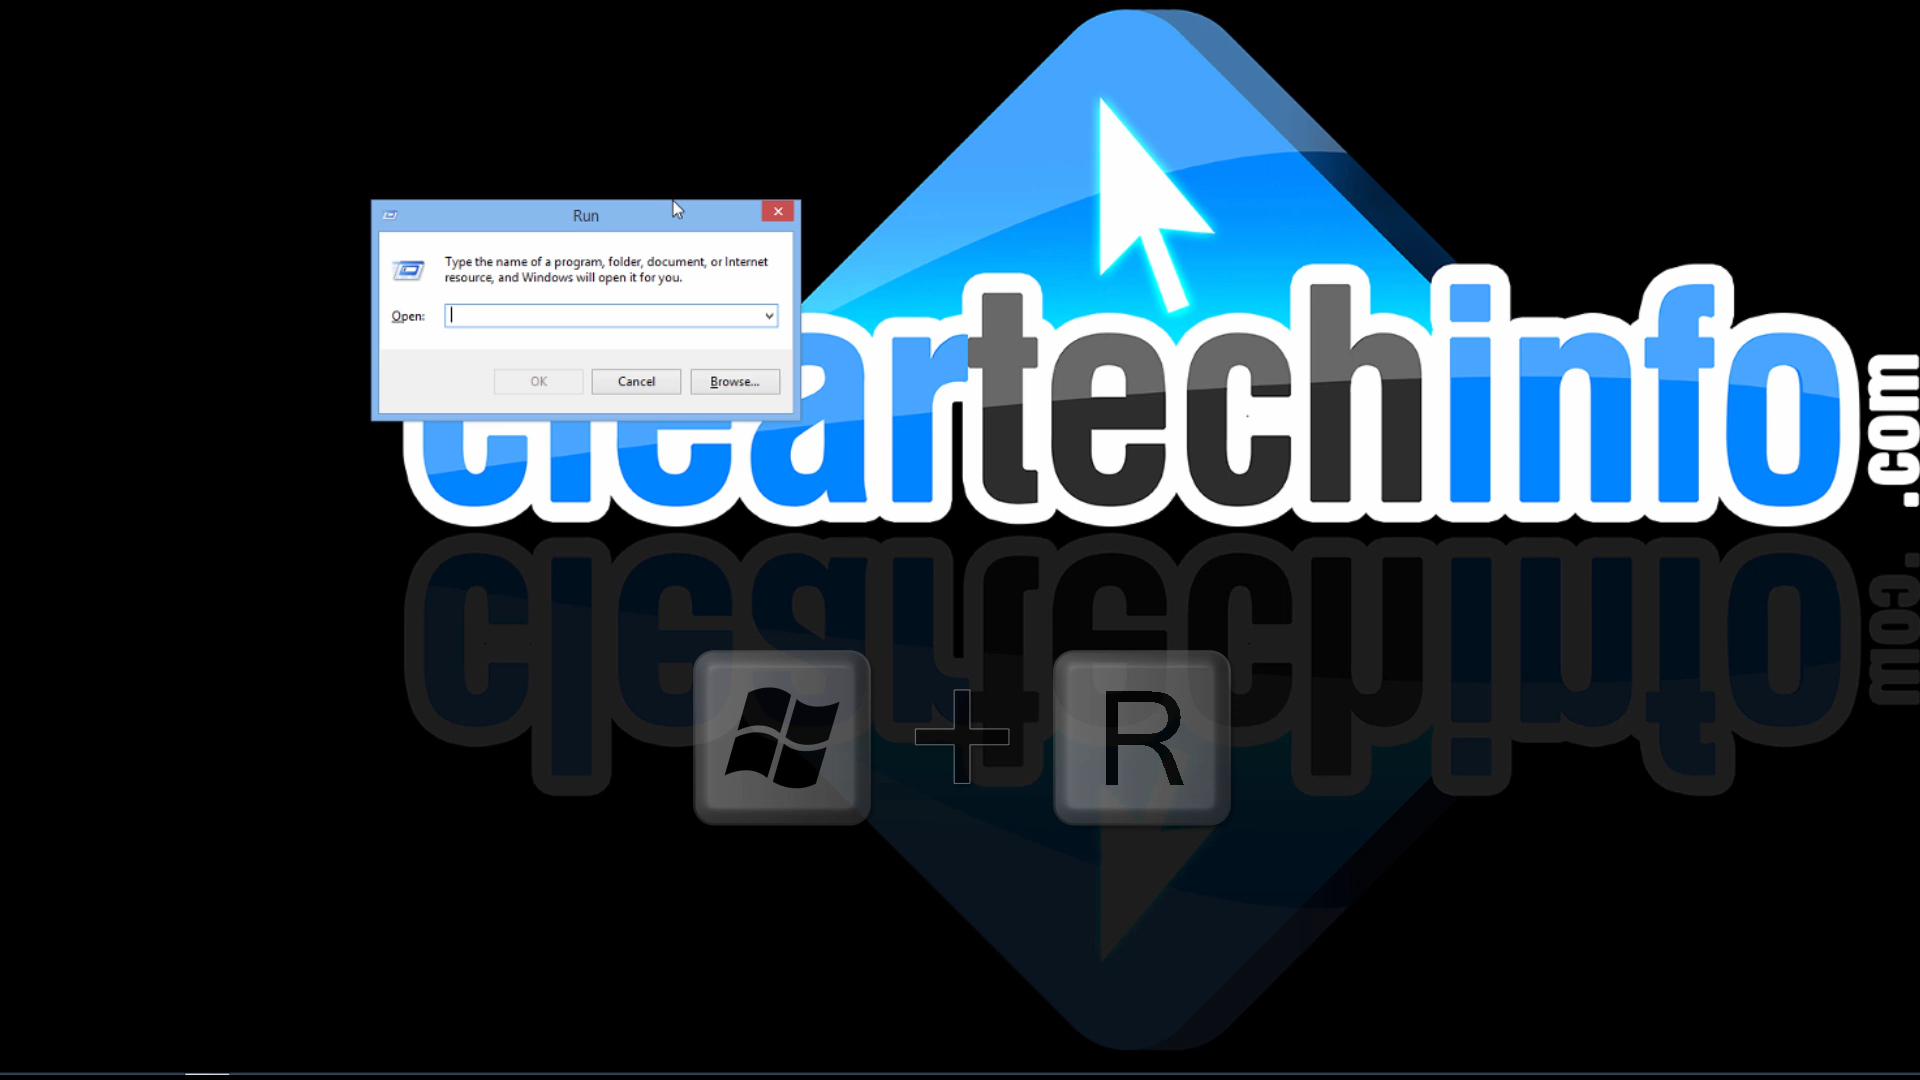 Run
Type the name of a program, folder, document, or Internet
resource, and Windows will open it for you.
Open:
OK
Cancel
Browse...
cleartechinfo
.com
+
R